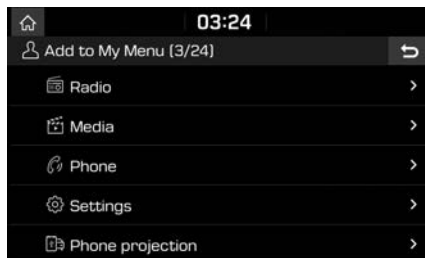 03:24
Add to My Menu (3/24)
Radio
Media
Phone
Settings
Phone projection